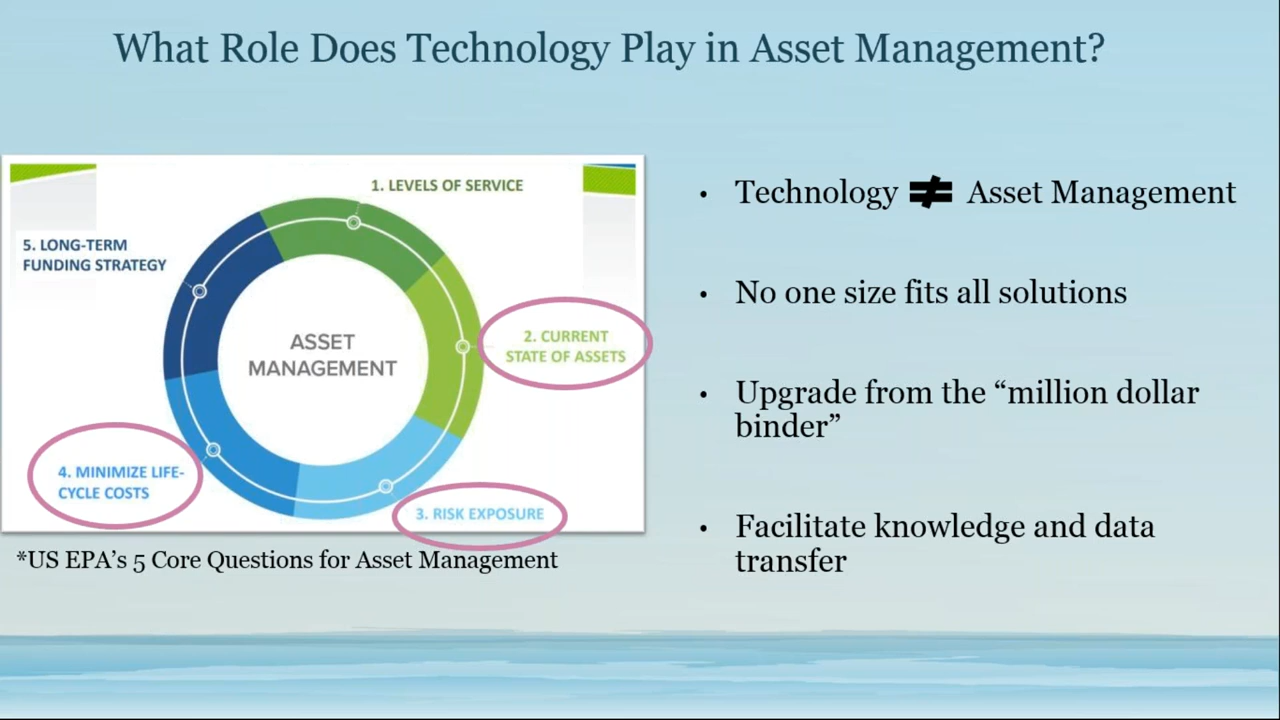 What Role Does Technology Play in Asset Management?
1. LEVELS OF SERVICE
5. LONG-TERM
FUNDING STRATEGY
2. CURRENT
STATE OF ASSETS
ASSET
MANAGEMENT
4. MINIMIZE LIFE-
CYCLE COSTS
3. RISK EXPOSURE
*US EPA’s 5 Core Questions for Asset Management
• Technology ≠ Asset Management
• No one size fits all solutions
• Upgrade from the “million dollar
binder”
• Facilitate knowledge and data
transfer